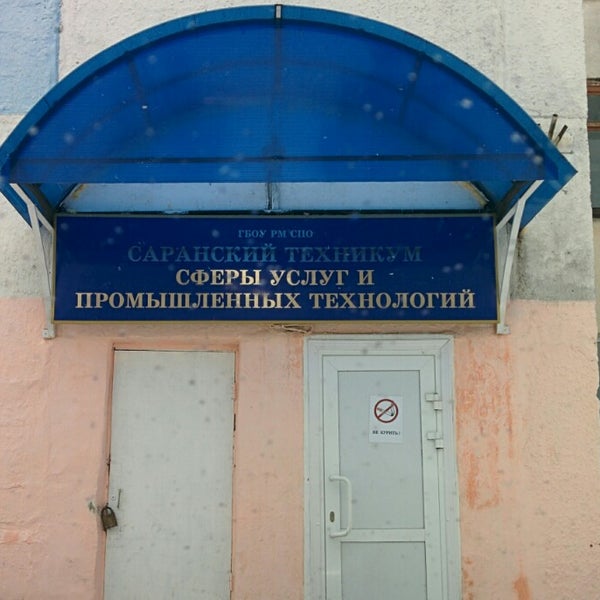 ГБОУ РМ СПО
САРАНСКИЙ ТЕХНИКУМ
СФЕРЫ УСЛУГ И
ПРОМЫШЛЕННЫХ ТЕХНОЛОГИЙ
НЕ КУРИТЬ!